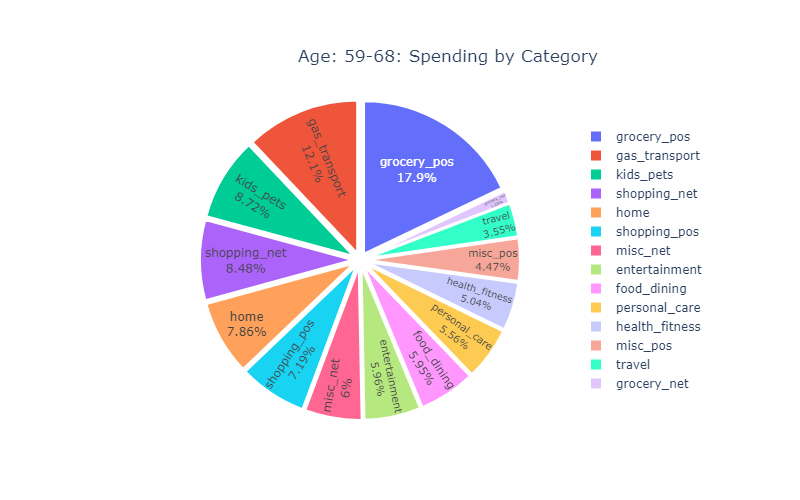 Age: 59-68: Spending by Category
grocery_pos
17.9%
gas_transport
12.1%
kids_pets
8.72%
shopping_net
8.48%
home
7.86%
shopping_pos
7.19%
misc_net
6%
entertainment
5.96%
food_dining
5.95%
personal_care
5.56%
health_fitness
5.04%
misc_pos
4.47%
travel
3.55%
grocery_net
grocery_pos
gas_transport
kids_pets
shopping_net
home
shopping_pos
misc_net
entertainment
food_dining
personal_care
health_fitness
misc_pos
travel
grocery_net